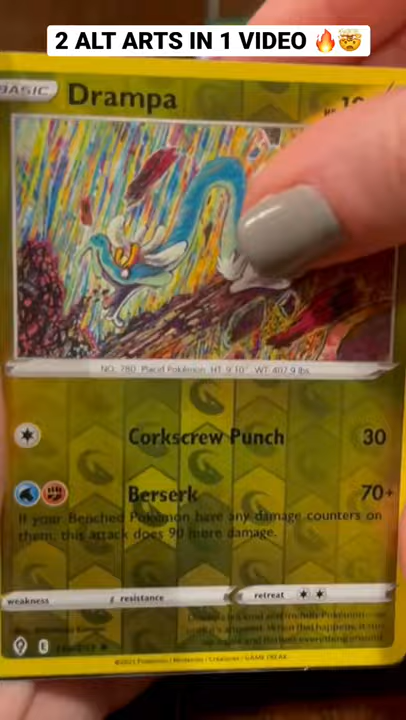 2 ALT ARTS IN 1 VIDEO 🔥🤯
BASIC
Drampa
NO. 780 Placid Pokémon HT: 9'10" WT: 407.9 lbs.
Corkscrew Punch 30
Berserk 70+
If your Benched Pokémon have any damage counters on
them, this attack does 90 more damage.
weakness resistance retreat
E
©2021 Pokémon / Nintendo / Creatures / GAME FREAK